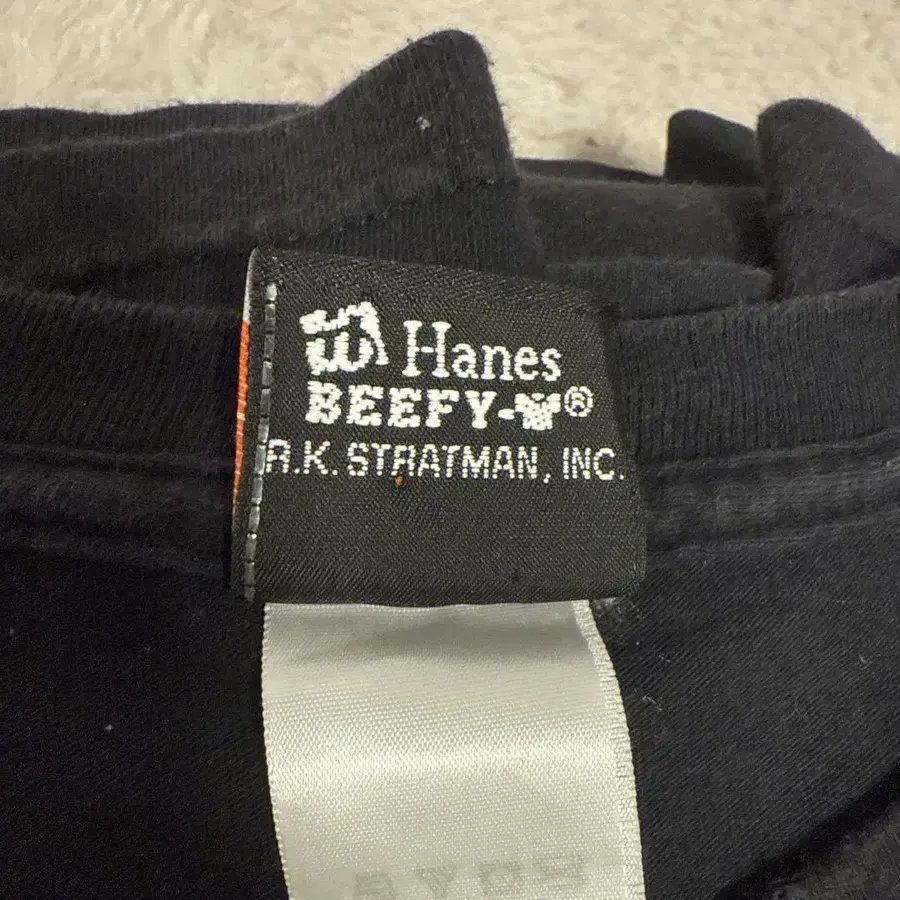 Hanes
BEEFY-T®
R.K. STRATMAN, INC.